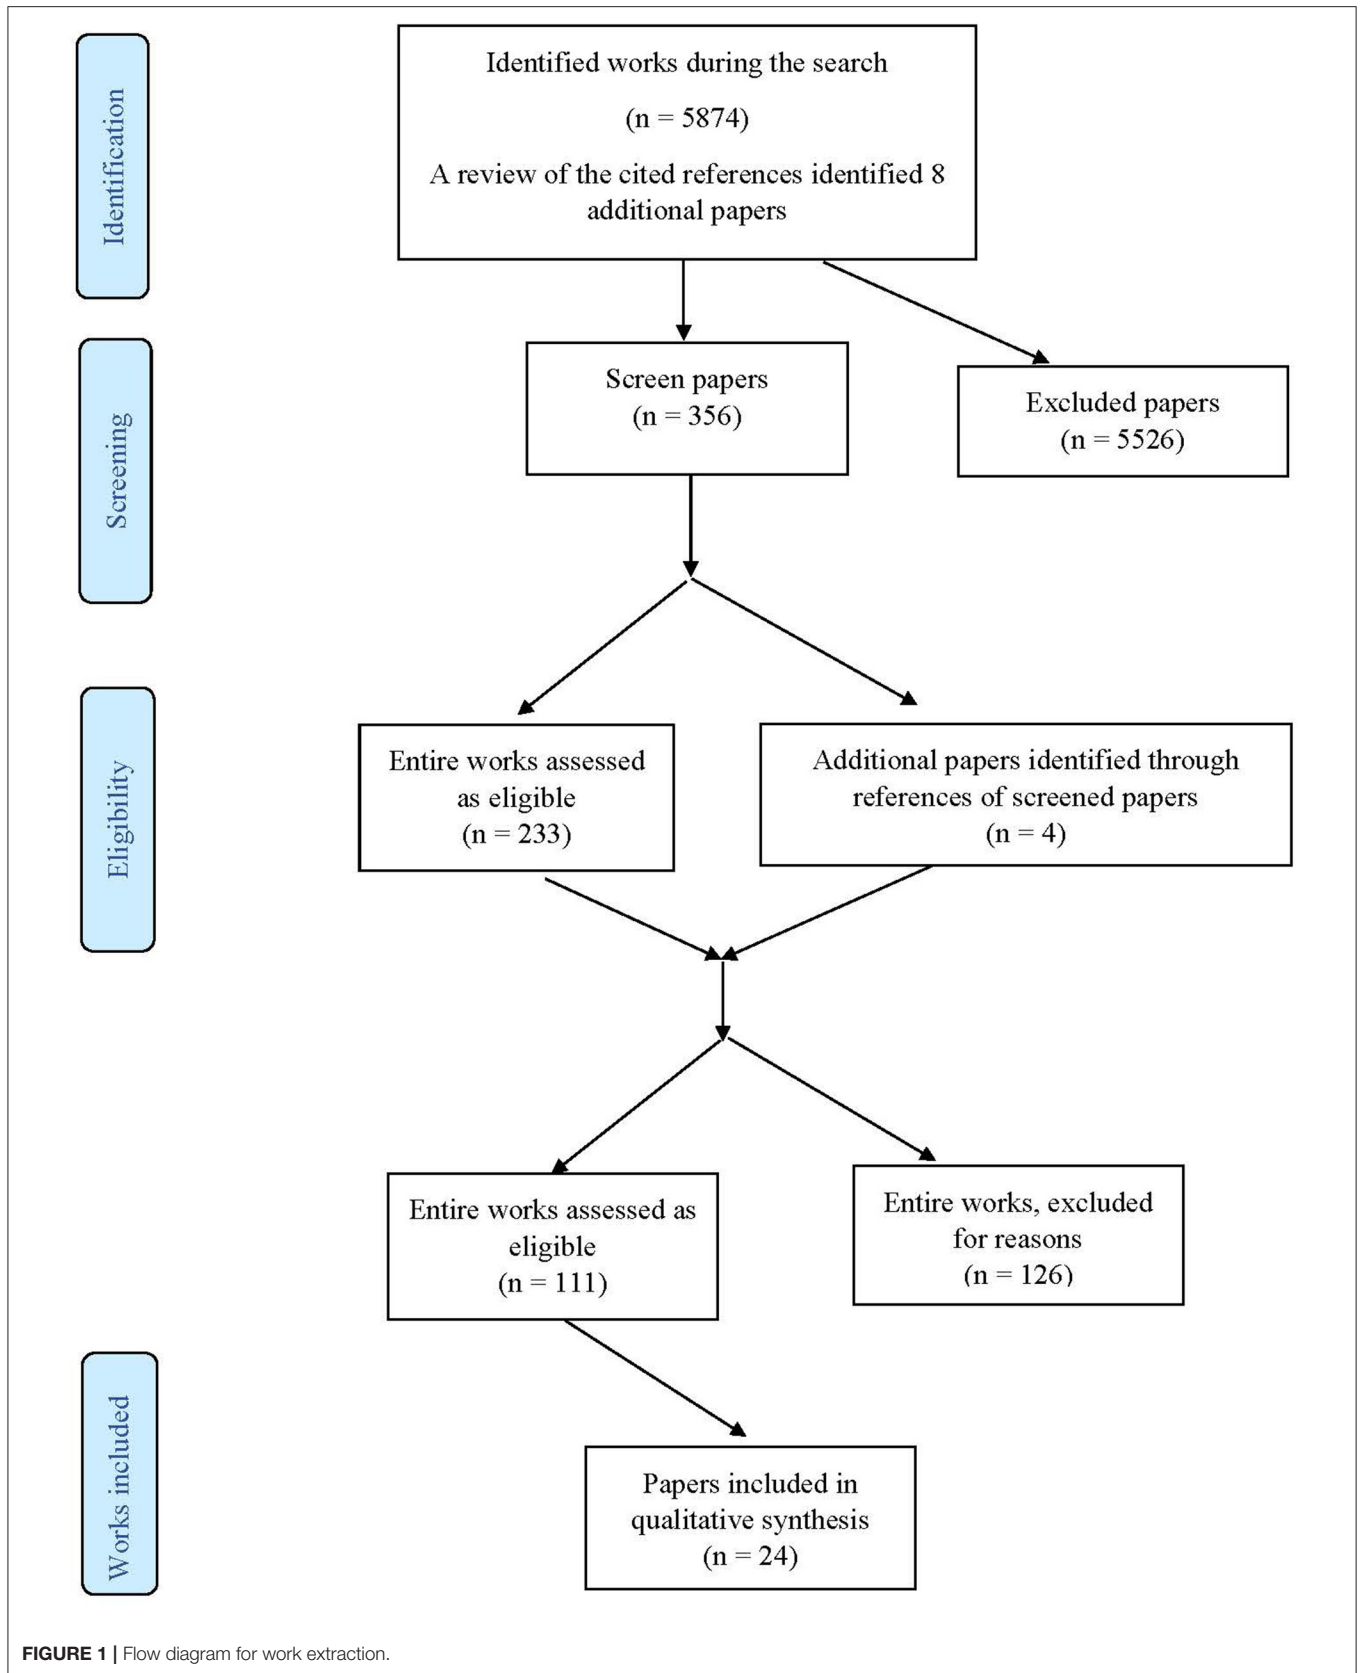 Identification
Identified works during the search
(n = 5874)
A review of the cited references identified 8
additional papers
Screening
Screen papers
(n = 356)
Excluded papers
(n = 5526)
Eligibility
Entire works assessed
as eligible
(n = 233)
Additional papers identified through
references of screened papers
(n = 4)
Entire works assessed as
eligible
(n = 111)
Entire works, excluded
for reasons
(n = 126)
Works included
Papers included in
qualitative synthesis
(n = 24)
FIGURE 1 | Flow diagram for work extraction.